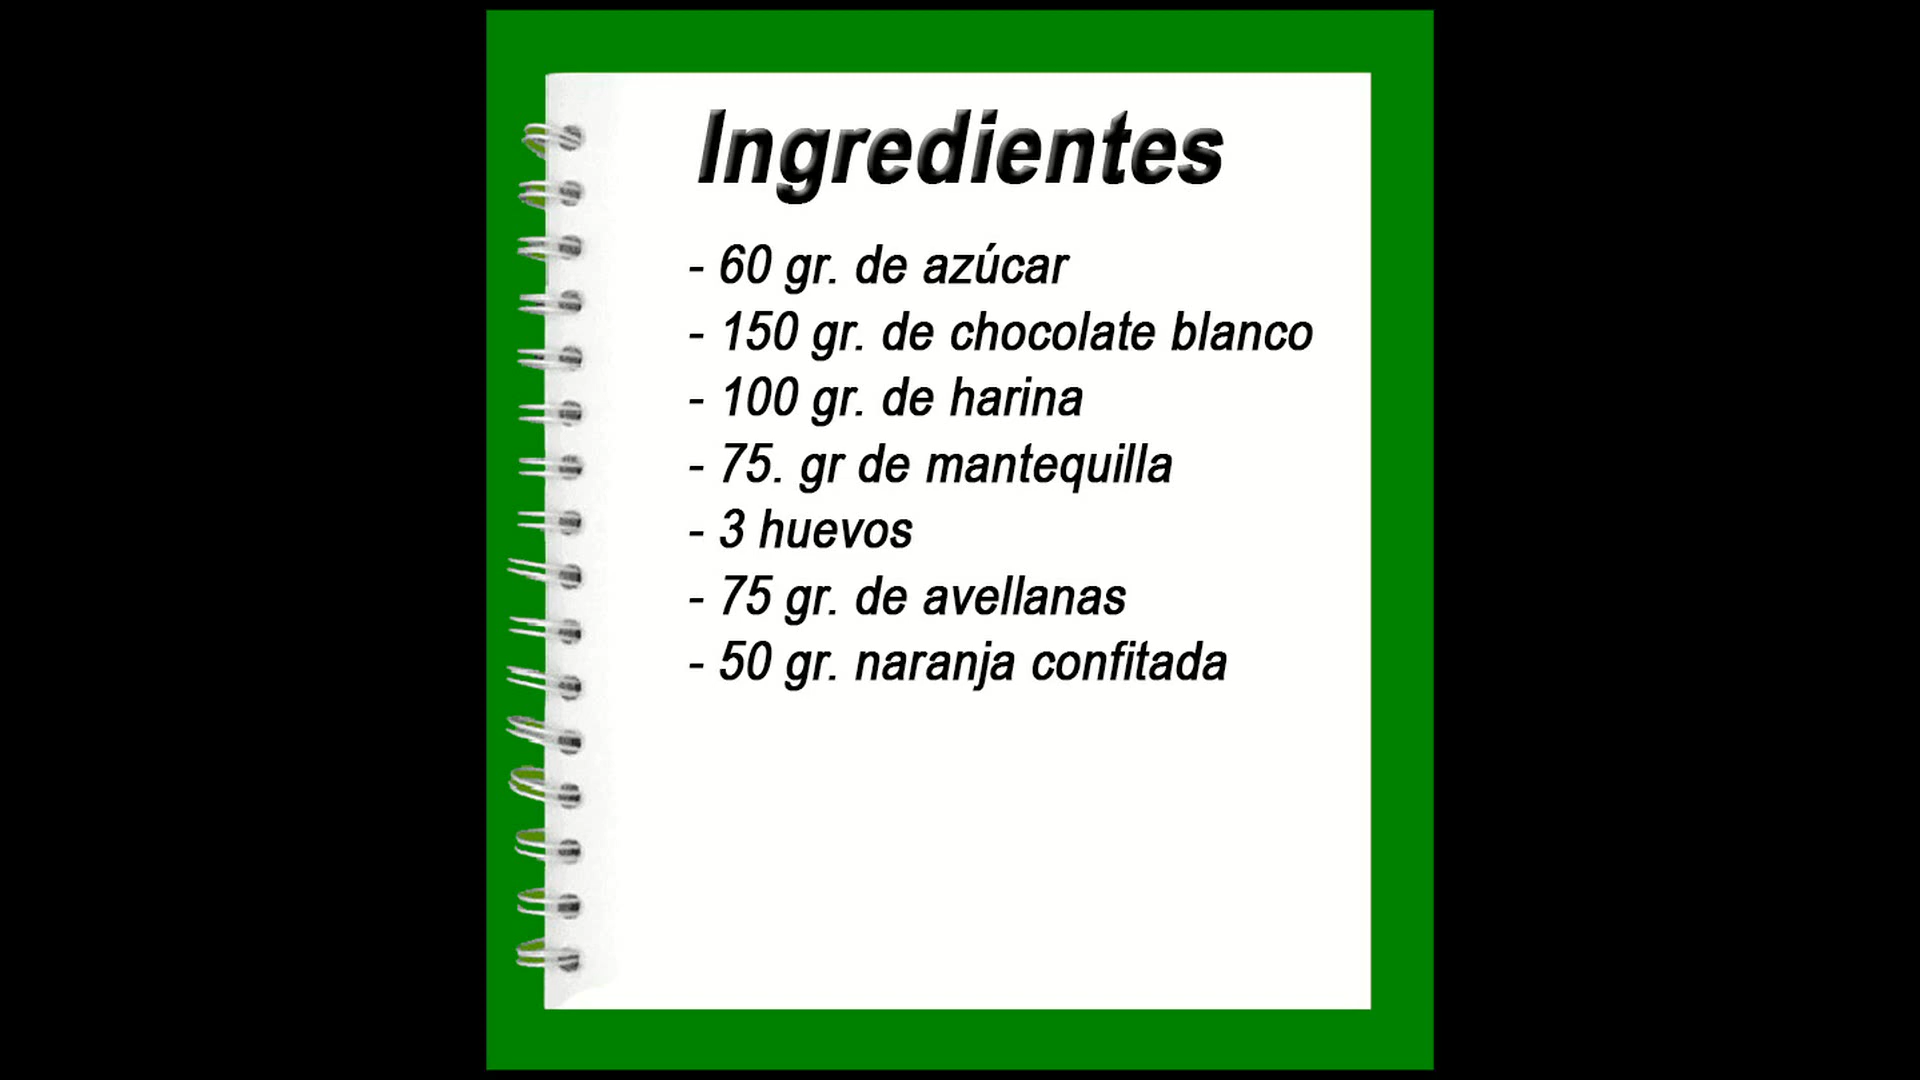 Ingredientes
- 60 gr. de azúcar
- 150 gr. de chocolate blanco
- 100 gr. de harina
- 75. gr de mantequilla
- 3 huevos
- 75 gr. de avellanas
- 50 gr. naranja confitada